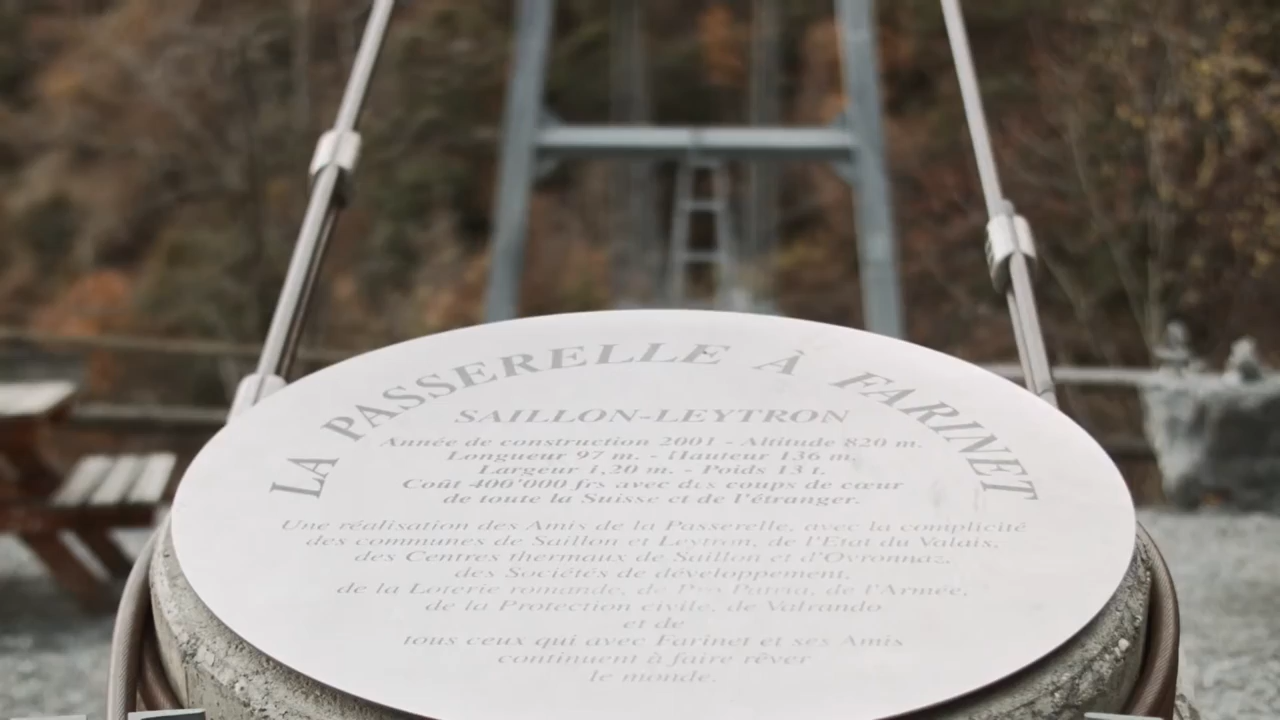 LA PASSERELLE À FARINET
SAILLON-LEYTRON
Année de construction 2001 - Altitude 820 m.
Longueur 97 m. - Hauteur 136 m.
Largeur 1,20 m. - Poids 13 t.
Coût 400'000 frs avec des coups de cœur
de toute la Suisse et de l'étranger.
Une réalisation des Amis de la Passerelle, avec la complicité
des communes de Saillon et Leytron, de l'Etat du Valais,
des Centres thermaux de Saillon et d'Ovronnaz,
des Sociétés de développement,
de la Loterie romande, de Pro Patria, de l'Armée,
de la Protection civile, de Valrando
et de
tous ceux qui avec Farinet et ses Amis
continuent à faire rêver
le monde.